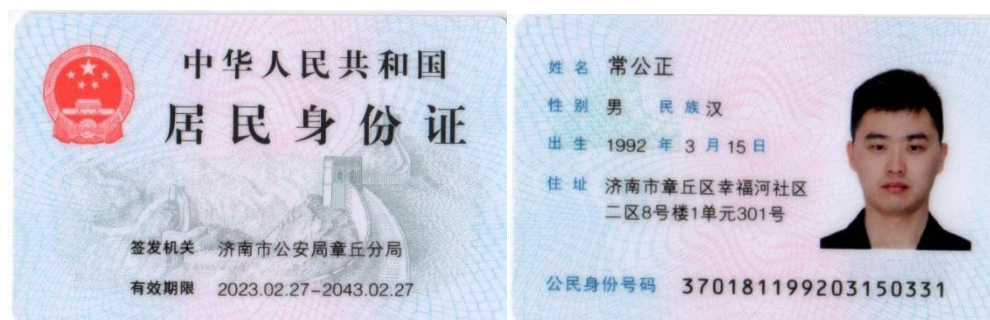 中华人民共和国
居民身份证
签发机关 济南市公安局章丘分局
有效期限 2023.02.27-2043.02.27
姓名 常公正
性别 男 民族 汉
出生 1992 年 3 月 15 日
住址 济南市章丘区幸福河社区
二区8号楼1单元301号
公民身份号码 370181199203150331